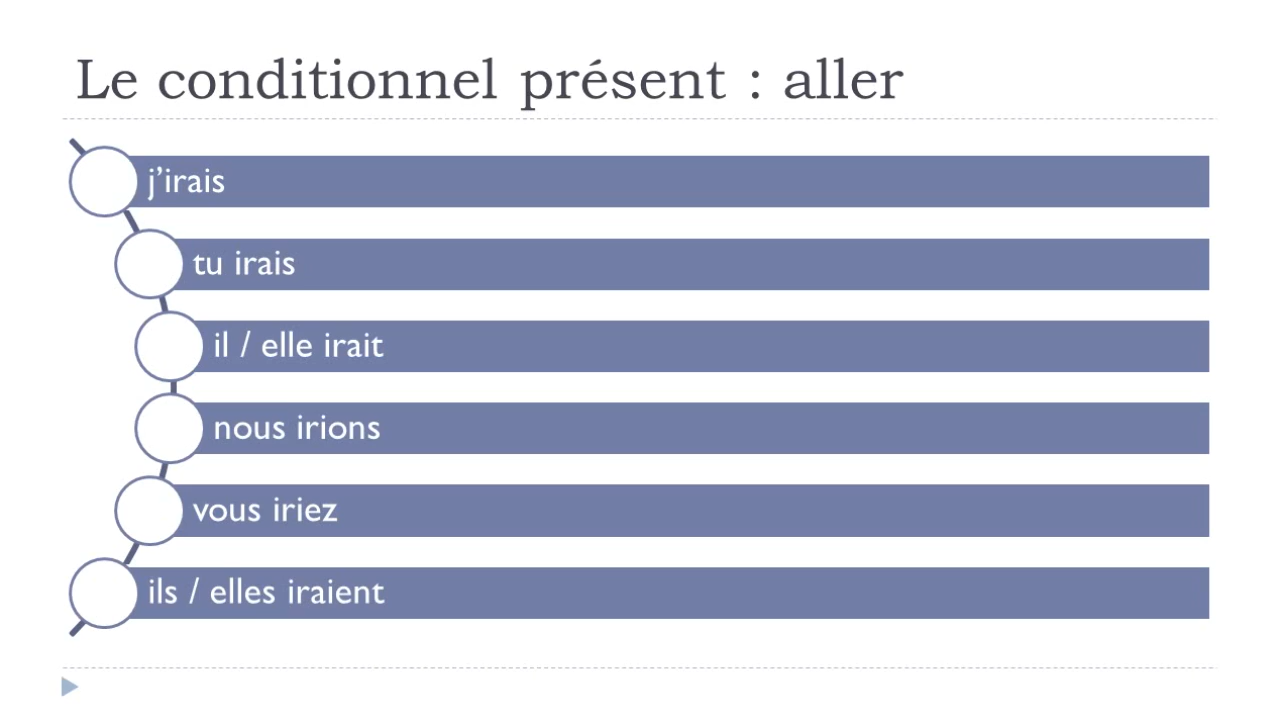 Le conditionnel présent : aller
j’irais
tu irais
il / elle irait
nous irions
vous iriez
ils / elles iraient